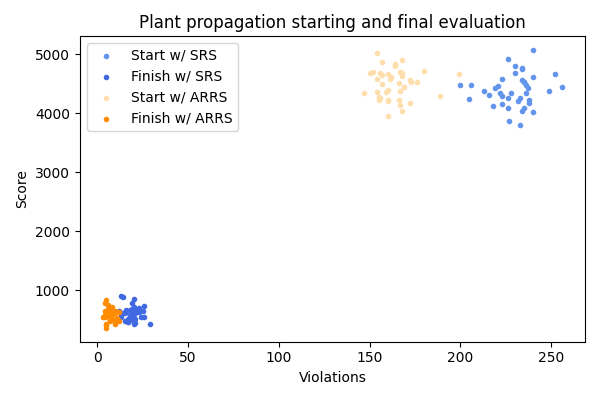 Plant propagation starting and final evaluation
Start w/ SRS
Finish w/ SRS
Start w/ ARRS
Finish w/ ARRS
Score
5000
4000
3000
2000
1000
0
50
100
150
200
250
Violations